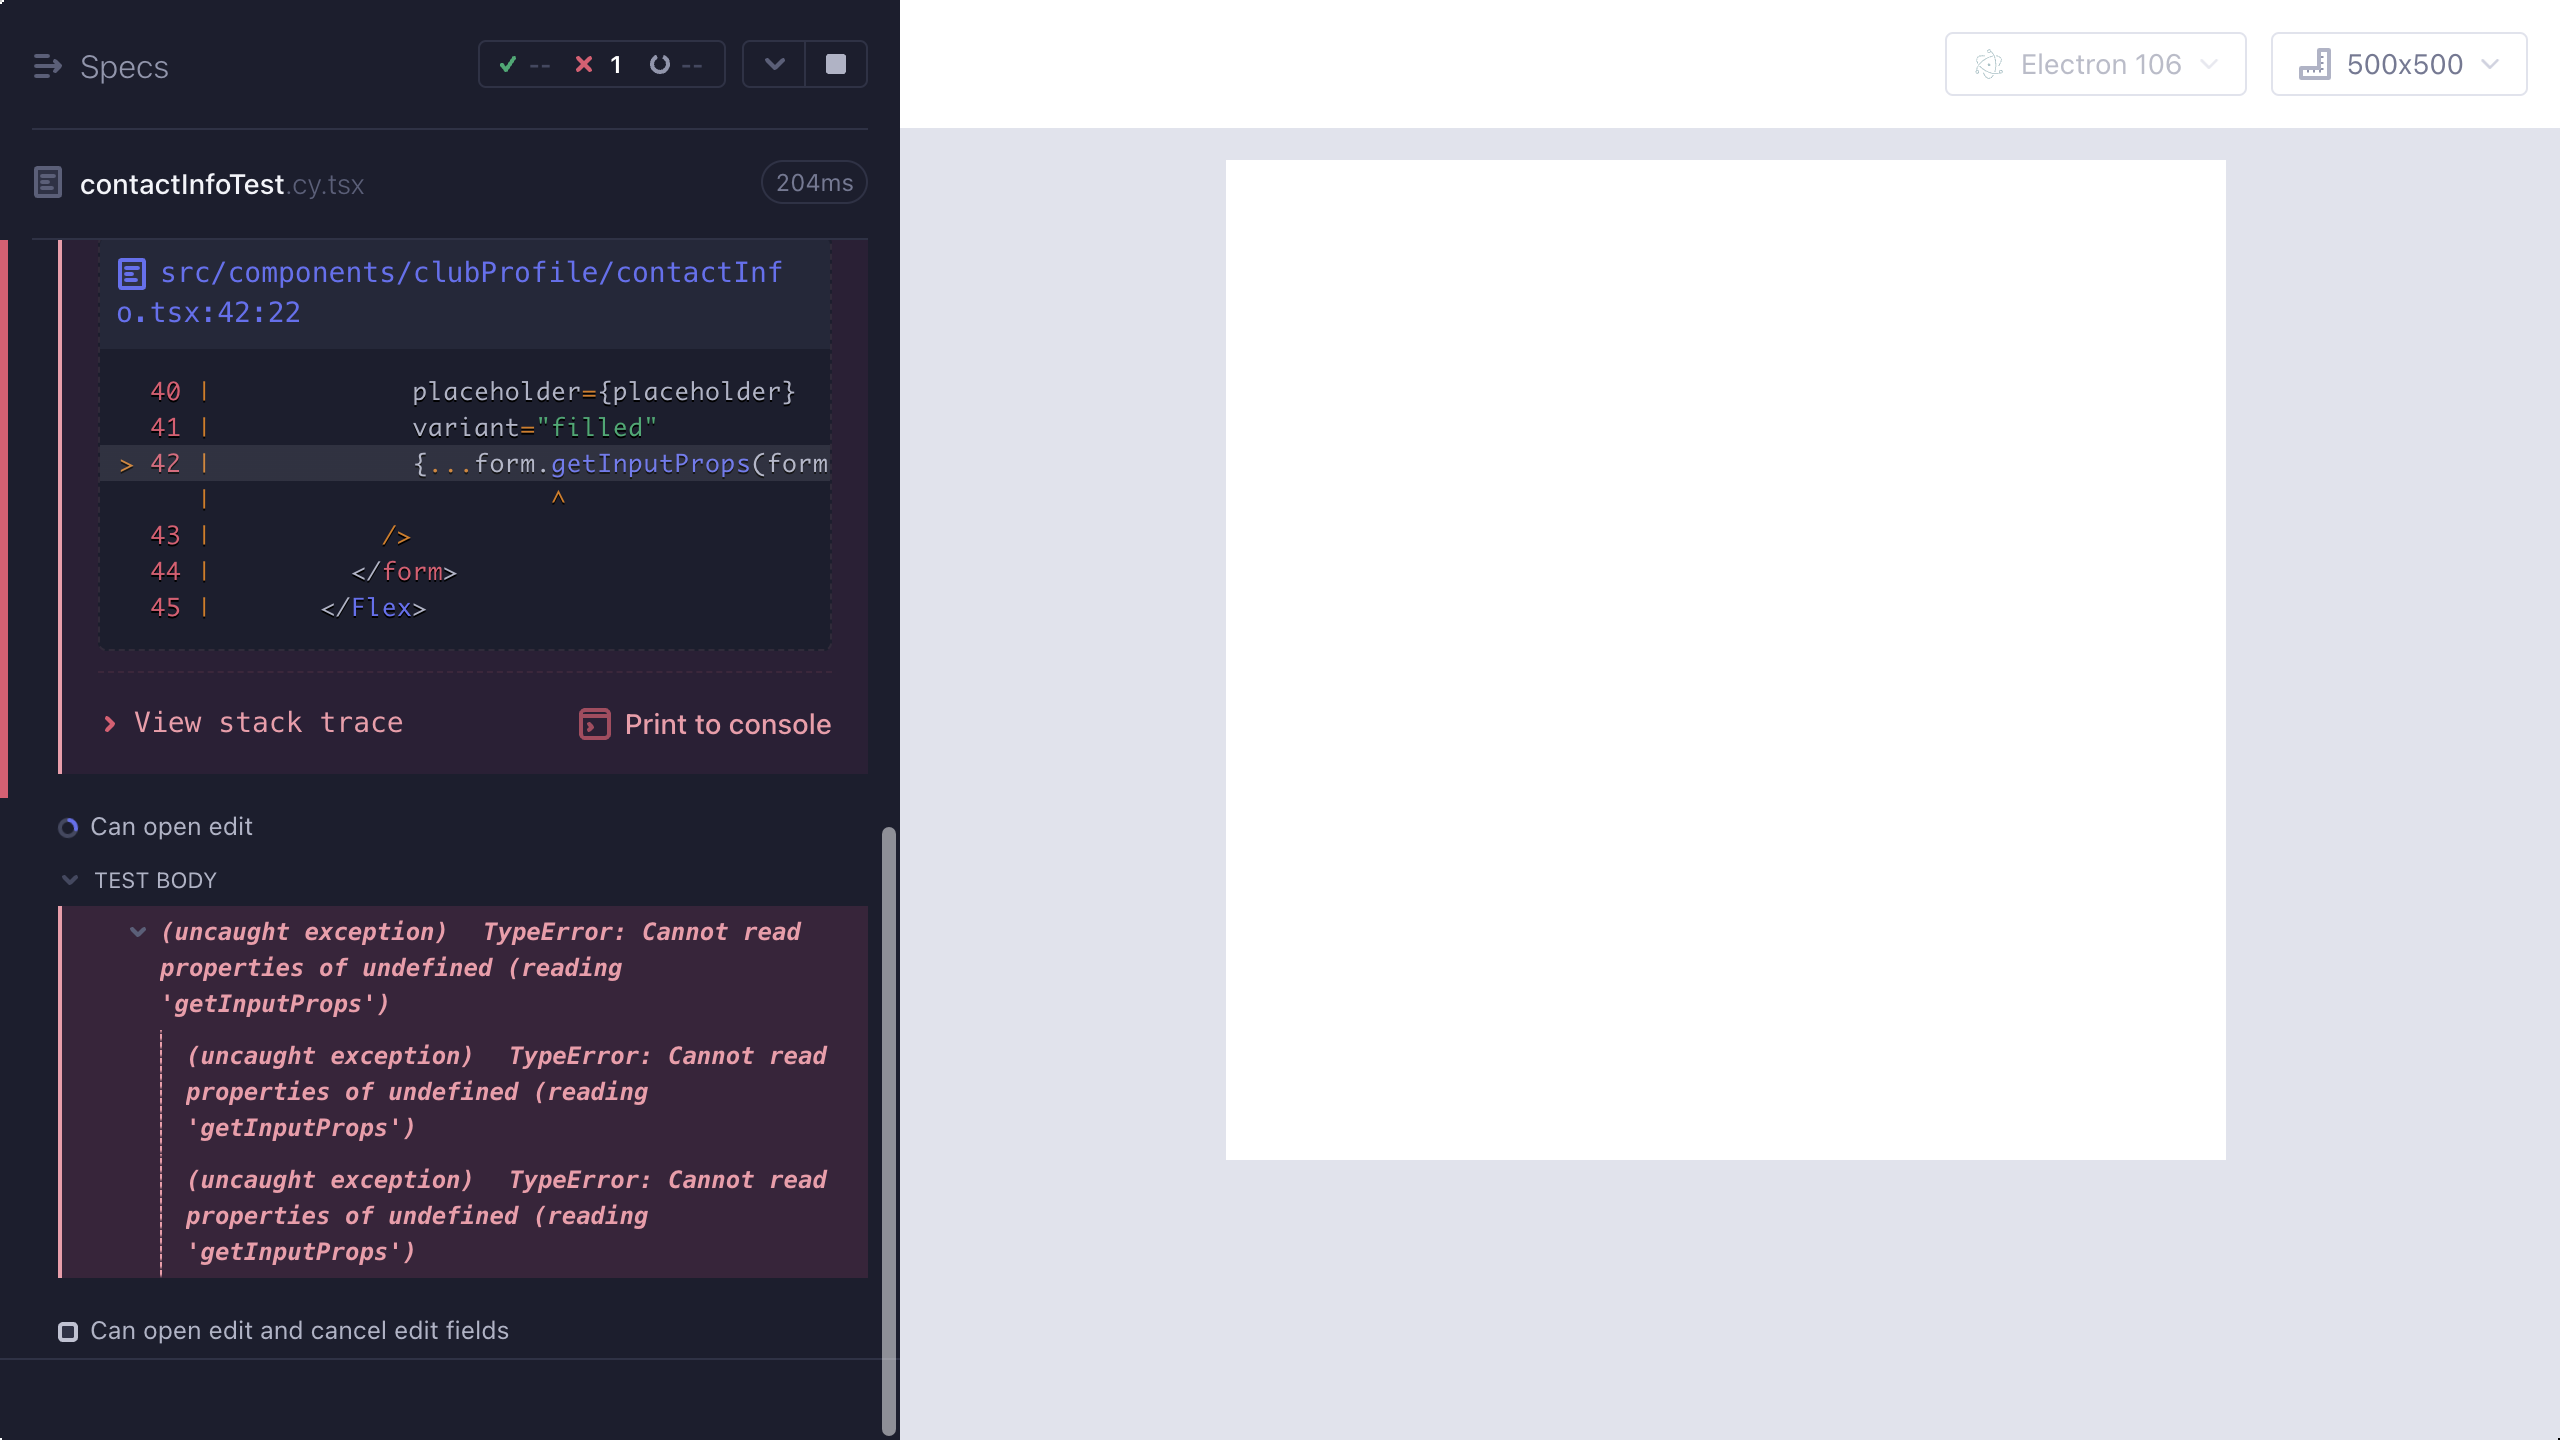 Specs
-- 1 --
contactInfoTest.cy.tsx
204ms
src/components/clubProfile/contactInf
o.tsx:42:22
40 | placeholder={placeholder}
41 | variant="filled"
> 42 | {...form.getInputProps(form
| ^
43 | />
44 | </form>
45 | </Flex>
View stack trace
Print to console
Can open edit
TEST BODY
(uncaught exception) TypeError: Cannot read
properties of undefined (reading
'getInputProps')
(uncaught exception) TypeError: Cannot read
properties of undefined (reading
'getInputProps')
(uncaught exception) TypeError: Cannot read
properties of undefined (reading
'getInputProps')
Can open edit and cancel edit fields
Electron 106
500x500